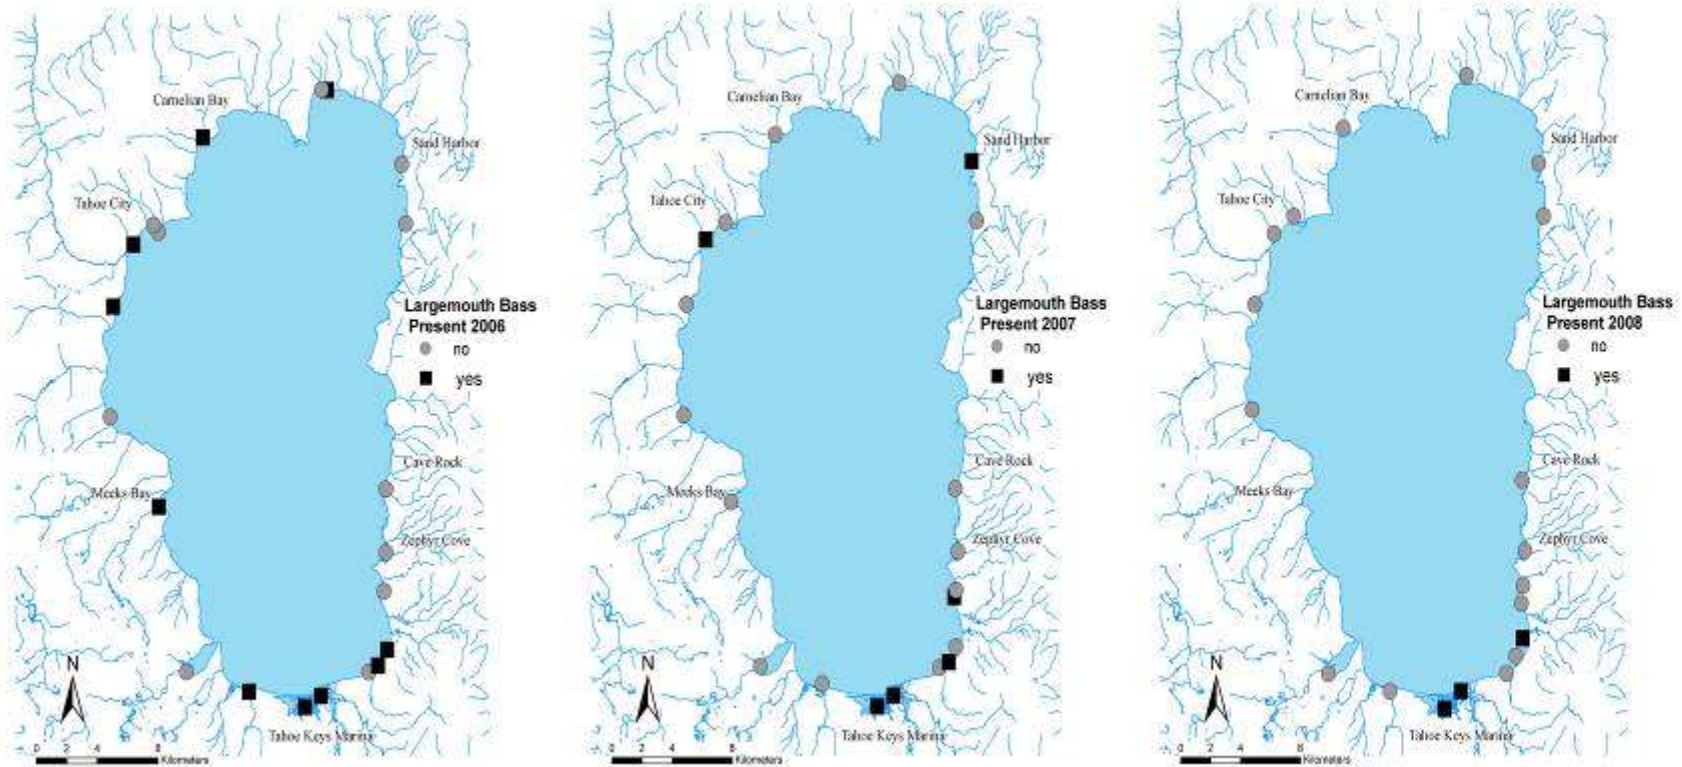 Carnelian Bay
Sand Harbor
Tahoe City
Largemouth Bass
Present 2006
no
yes
Cave Rock
Meeks Bay
Zephyr Cove
N
Tahoe Keys Marina
0 2 4 8
Kilometers
Carnelian Bay
Sand Harbor
Tahoe City
Largemouth Bass
Present 2007
no
yes
Cave Rock
Meeks Bay
Zephyr Cove
N
Tahoe Keys Marina
0 2 4 8
Kilometers
Carnelian Bay
Sand Harbor
Tahoe City
Largemouth Bass
Present 2008
no
yes
Cave Rock
Meeks Bay
Zephyr Cove
N
Tahoe Keys Marina
0 2 4 8
Kilometers